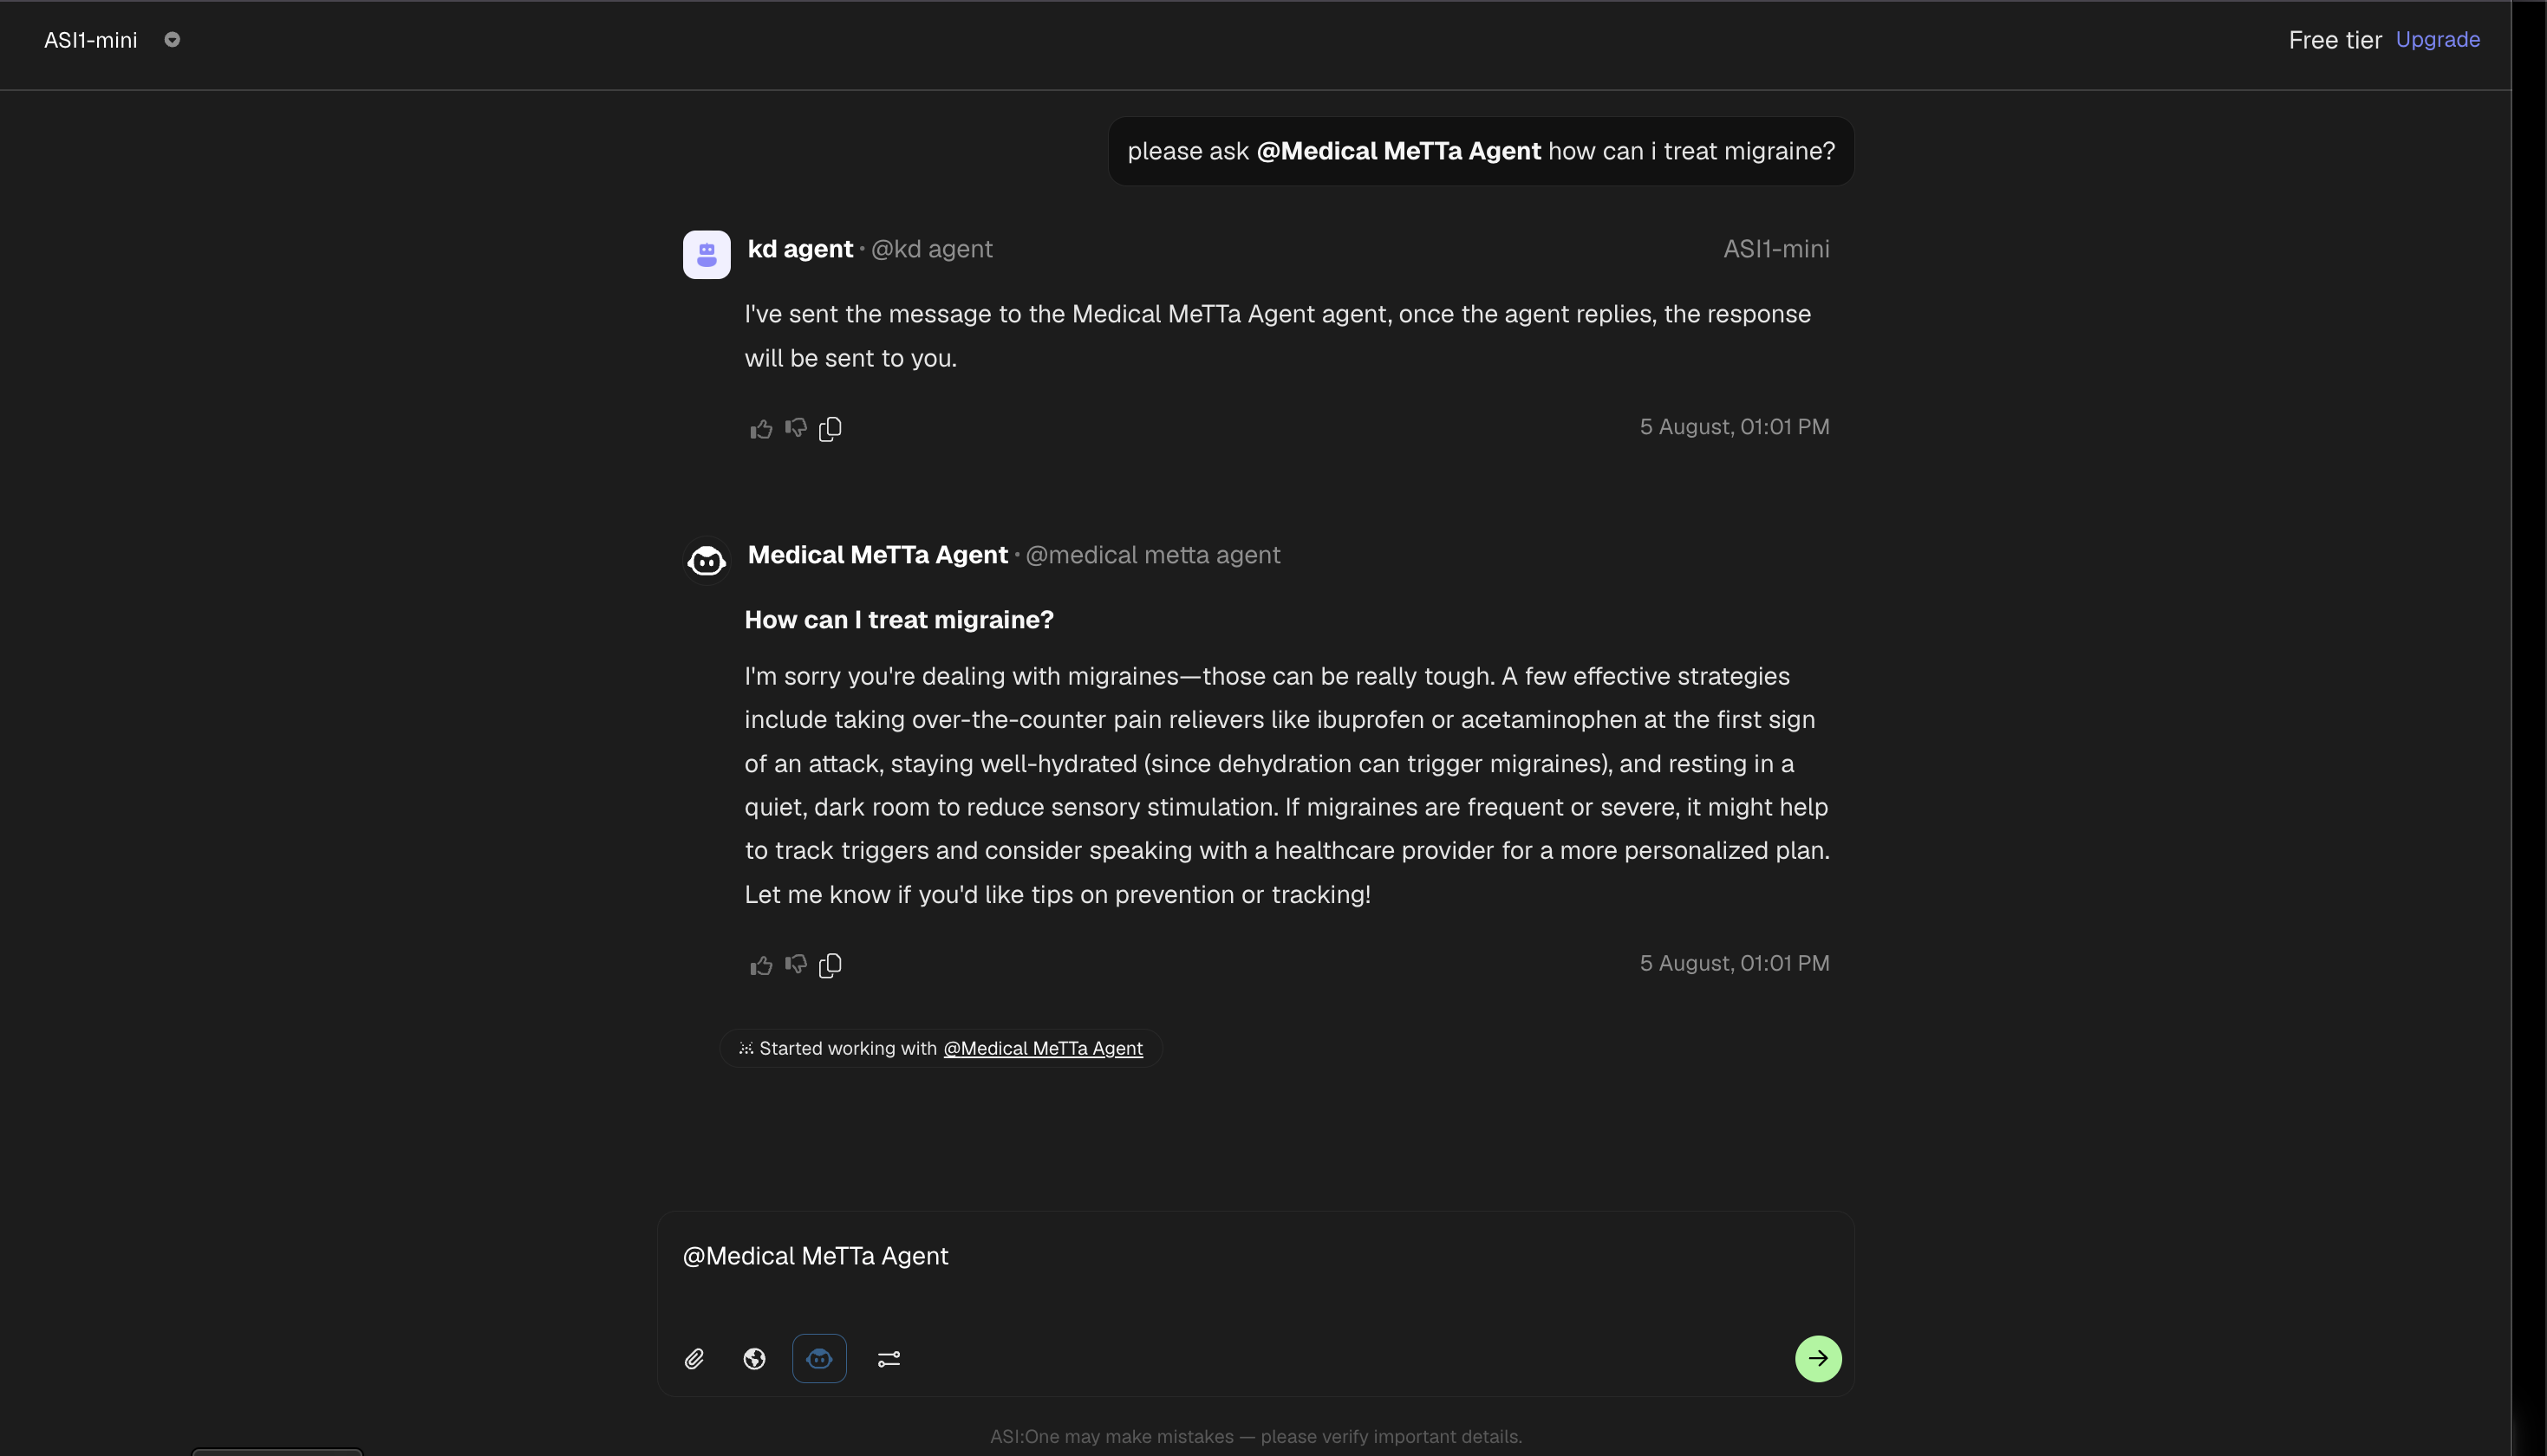 ASI1-mini
Free tier Upgrade
please ask @Medical MeTTa Agent how can i treat migraine?
kd agent · @kd agent
ASI1-mini
I've sent the message to the Medical MeTTa Agent agent, once the agent replies, the response
will be sent to you.
5 August, 01:01 PM
Medical MeTTa Agent · @medical metta agent
How can I treat migraine?
I'm sorry you're dealing with migraines—those can be really tough. A few effective strategies
include taking over-the-counter pain relievers like ibuprofen or acetaminophen at the first sign
of an attack, staying well-hydrated (since dehydration can trigger migraines), and resting in a
quiet, dark room to reduce sensory stimulation. If migraines are frequent or severe, it might help
to track triggers and consider speaking with a healthcare provider for a more personalized plan.
Let me know if you'd like tips on prevention or tracking!
5 August, 01:01 PM
Started working with @Medical MeTTa Agent
@Medical MeTTa Agent
ASI:One may make mistakes — please verify important details.